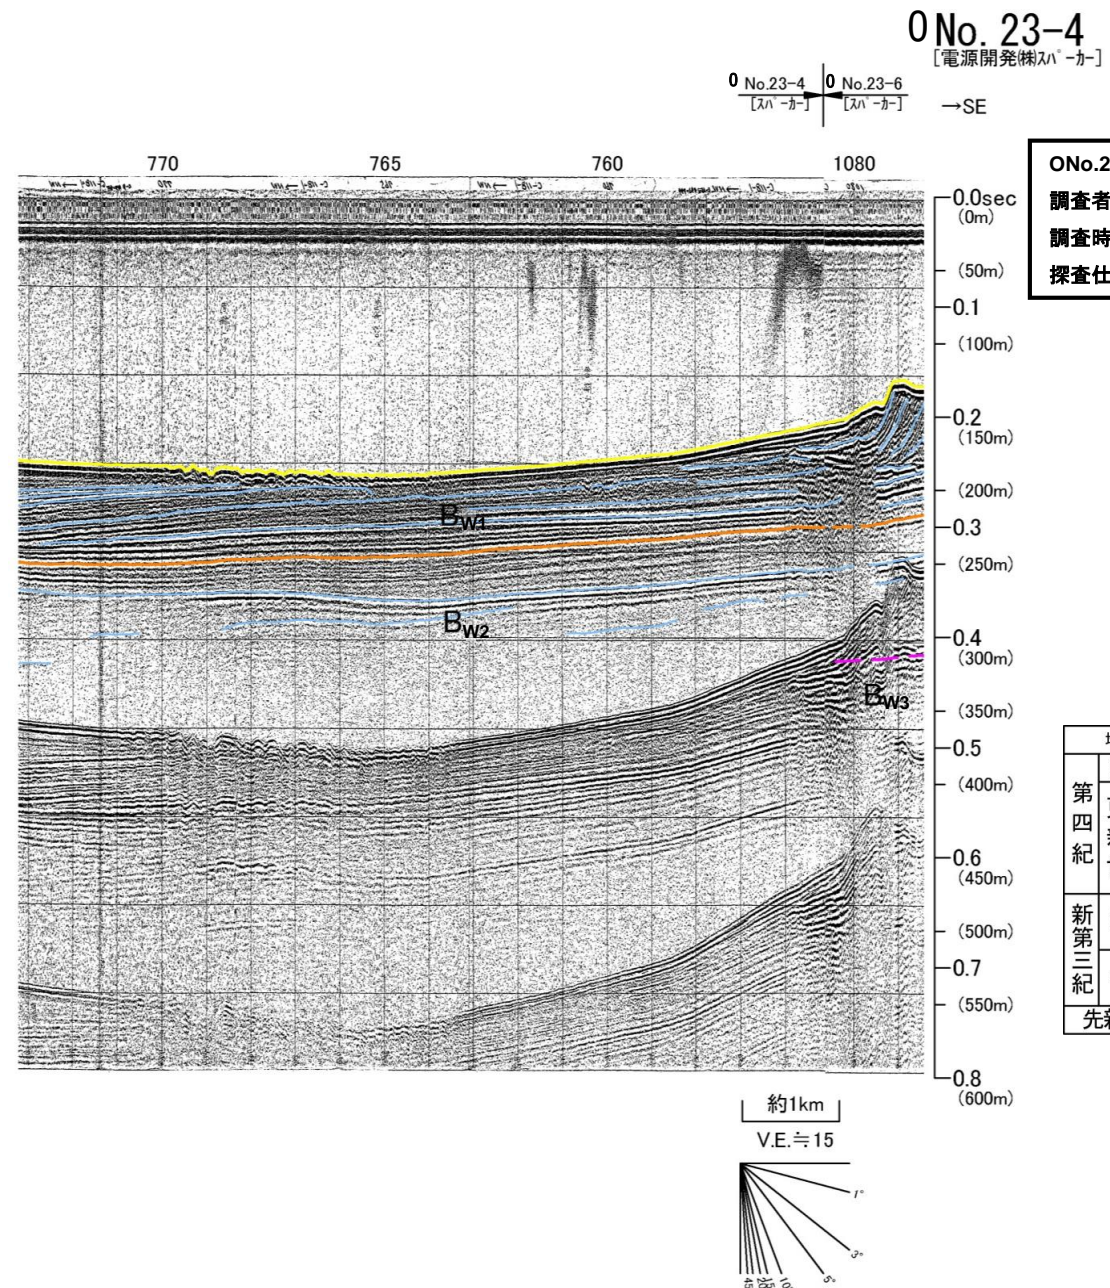 O No. 23-4
[電源開発㈱スパーカー]
O No.23-4 O No.23-6
[スパーカー] [スパーカー]
→SE
770 765 760 1080
ONo.2
調査者
調査時
探査仕
0.0sec
(0m)
(50m)
0.1
(100m)
0.2
(150m)
(200m)
0.3
(250m)
0.4
(300m)
(350m)
0.5
(400m)
0.6
(450m)
(500m)
0.7
(550m)
0.8
(600m)
BW1
BW2
BW3
第四紀
新第三紀
約1km
V.E.≒15
1°
3°
5°